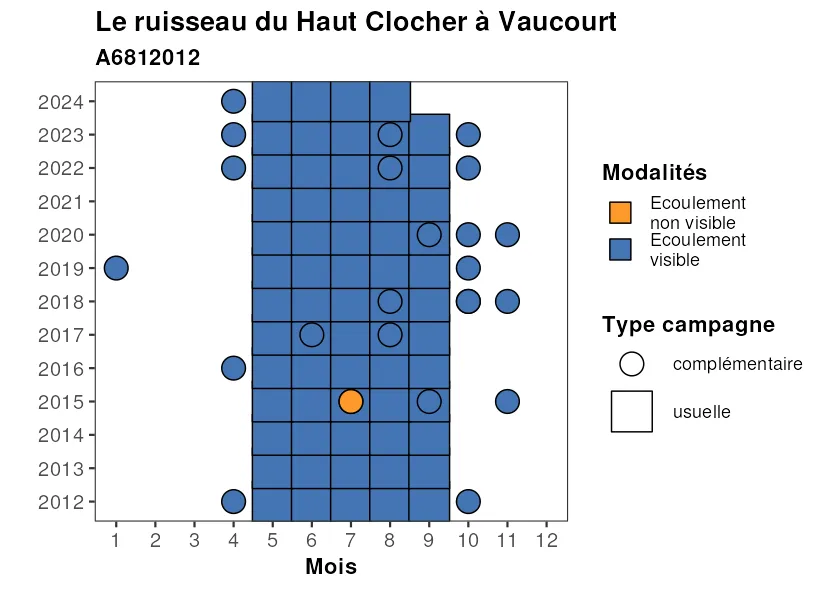 Le ruisseau du Haut Clocher à Vaucourt
A6812012
2024
2023
2022
2021
2020
2019
2018
2017
2016
2015
2014
2013
2012
1 2 3 4 5 6 7 8 9 10 11 12
Mois
Modalités
Ecoulement
non visible
Ecoulement
visible
Type campagne
complémentaire
usuelle